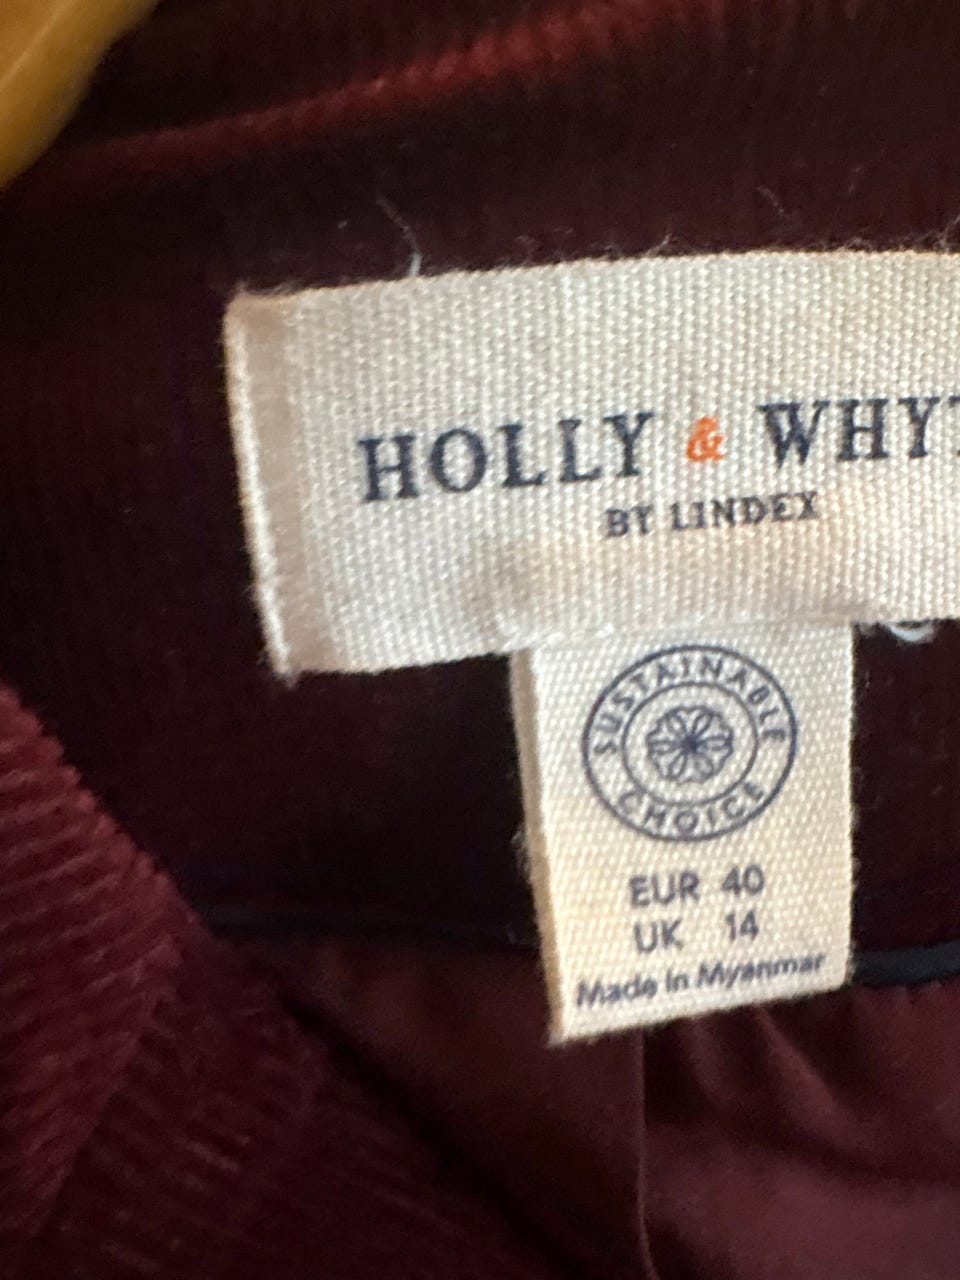 HOLLY & WHY
BY LINDEX
SUSTAINABLE
CHOICE
EUR 40
UK 14
Made in Myanmar